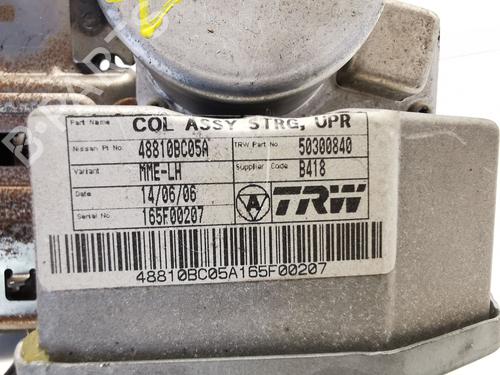 B-PARTS
Part Name COL ASSY STRG, UPR
Nissan Pt No. 48810BC05A TRW Part No 50300840
Variant MME-LH Supplier Code B418
Date 14/06/06
Serial No 165F00207
A TRW
48810BC05A165F00207